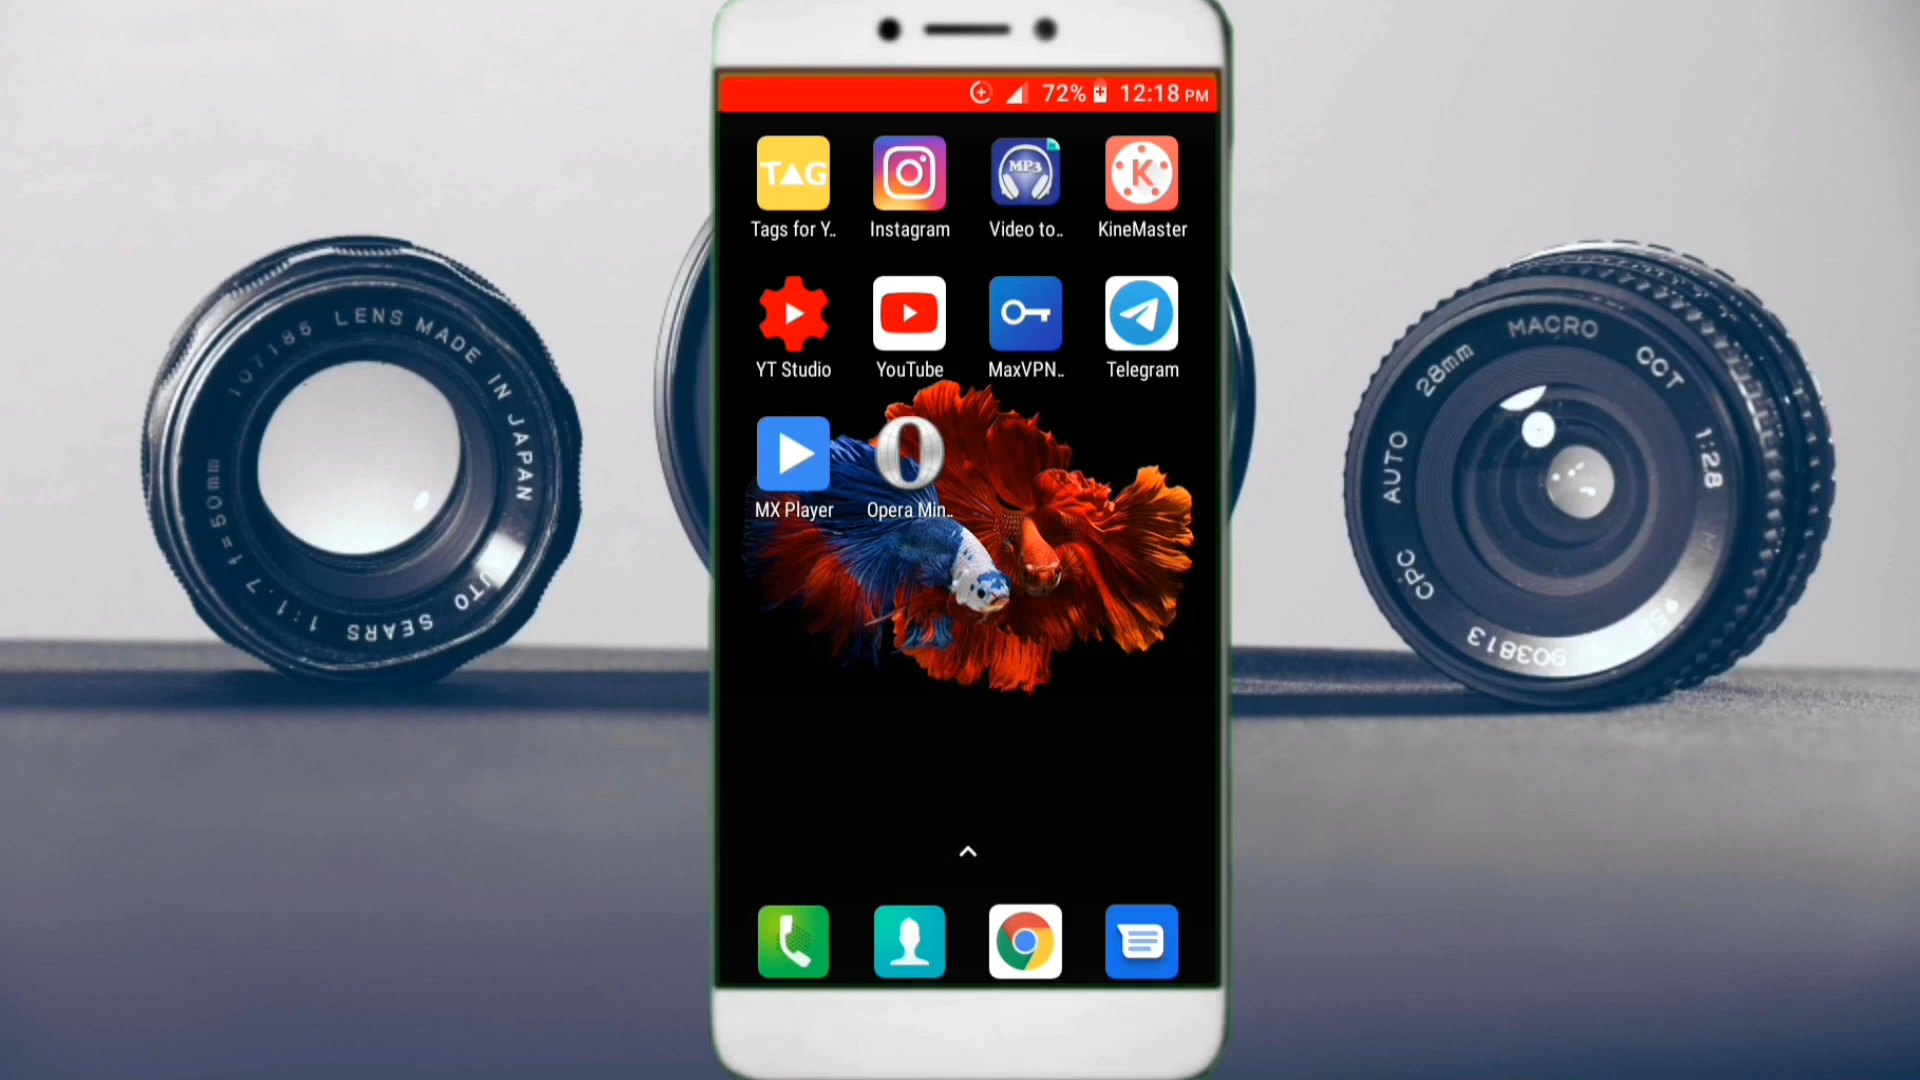 72% 12:18 PM
TAG
MP3
K
Tags for Y..
Instagram
Video to..
KineMaster
YT Studio
YouTube
MaxVPN..
Telegram
MX Player
Opera Min..
107185 LENS MADE IN JAPAN
AUTO SEARS 1:1.7 f=50mm
28mm MACRO CCT 1:28
AUTO
CPC
903813